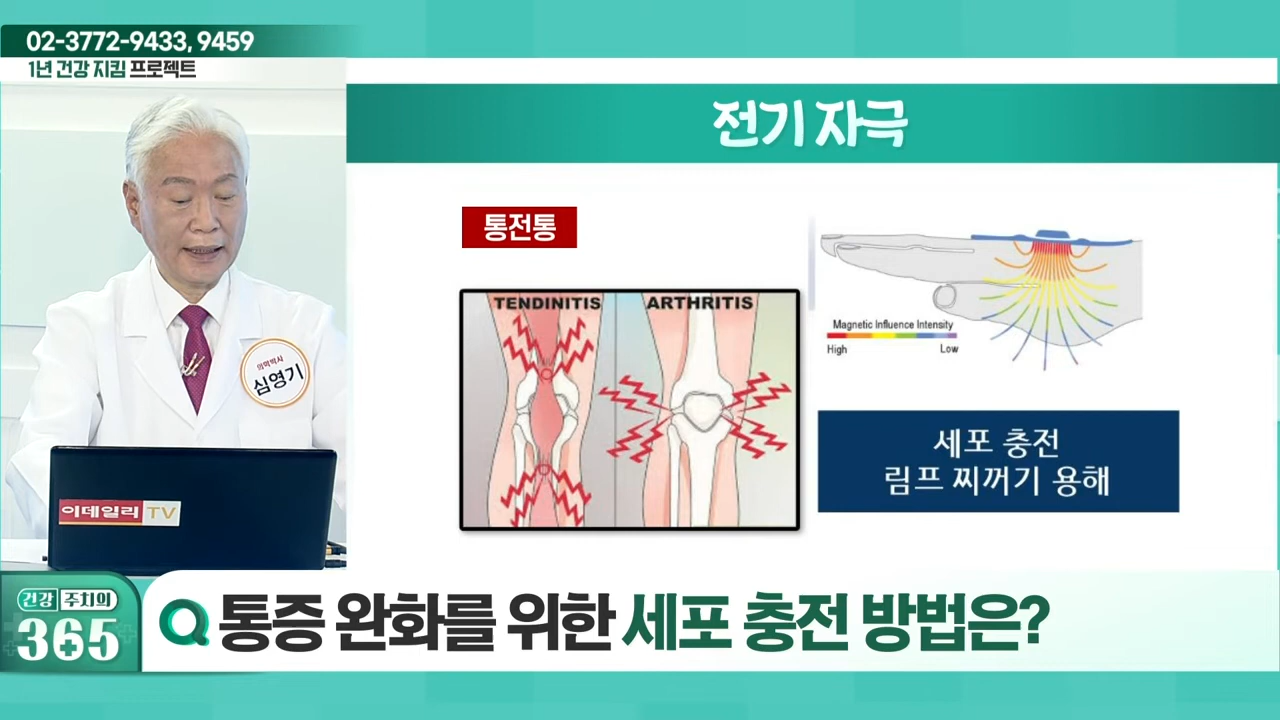 02-3772-9433, 9459
1년 건강 지킴 프로젝트
전기 자극
통전통
TENDINITIS
ARTHRITIS
Magnetic Influence Intensity
High
Low
세포 충전
림프 찌꺼기 용해
의학박사
심영기
이데일리 TV
건강 주치의
365
Q 통증 완화를 위한 세포 충전 방법은?